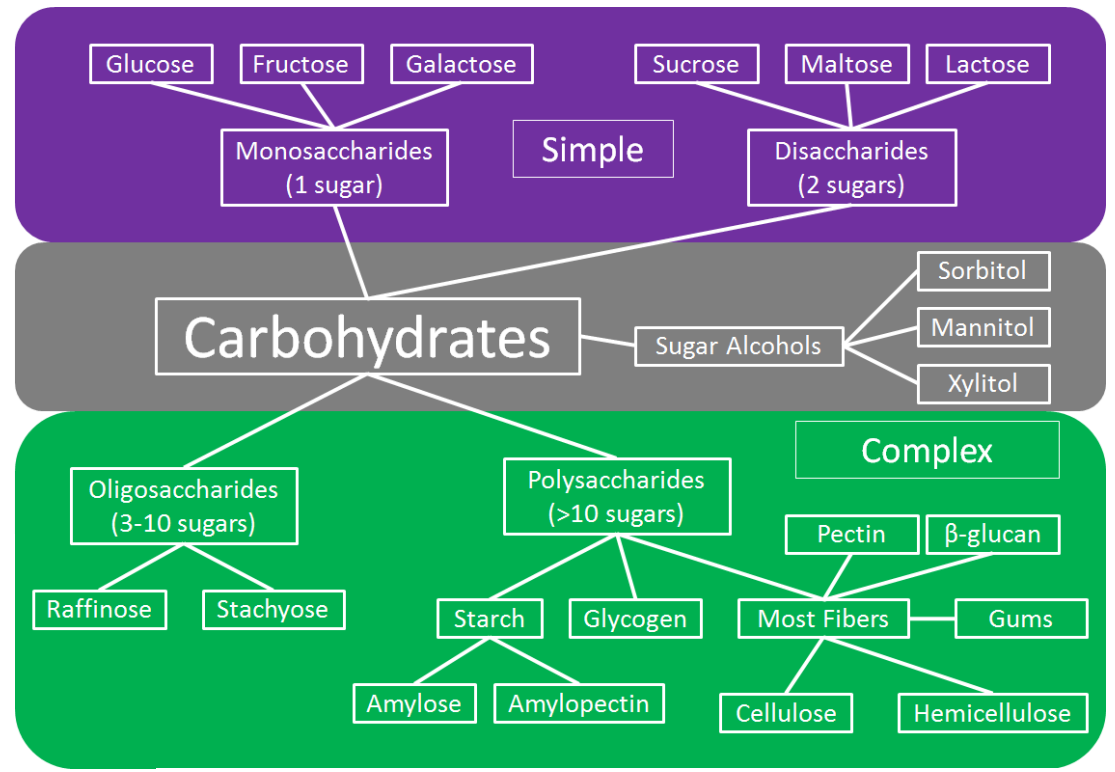 Glucose
Fructose
Galactose
Sucrose
Maltose
Lactose
Monosaccharides
(1 sugar)
Simple
Disaccharides
(2 sugars)
Carbohydrates
Sugar Alcohols
Sorbitol
Mannitol
Xylitol
Complex
Oligosaccharides
(3-10 sugars)
Polysaccharides
(>10 sugars)
Pectin
β-glucan
Raffinose
Stachyose
Starch
Glycogen
Most Fibers
Gums
Amylose
Amylopectin
Cellulose
Hemicellulose